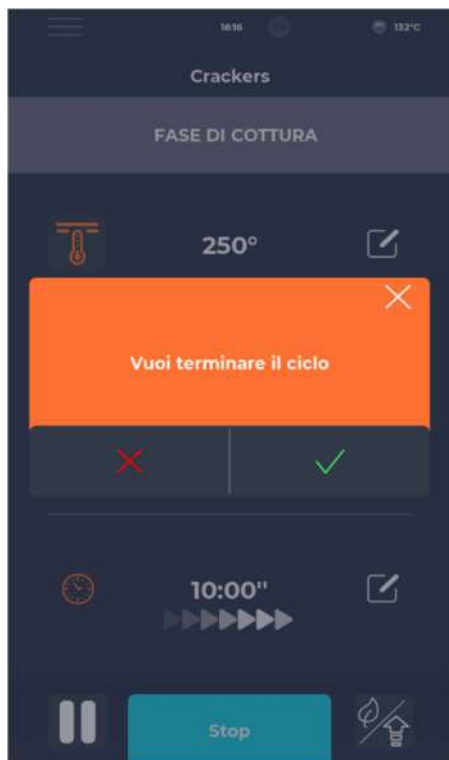 16:16
132°C
Crackers
FASE DI COTTURA
250°
Vuoi terminare il ciclo
10:00"
Stop